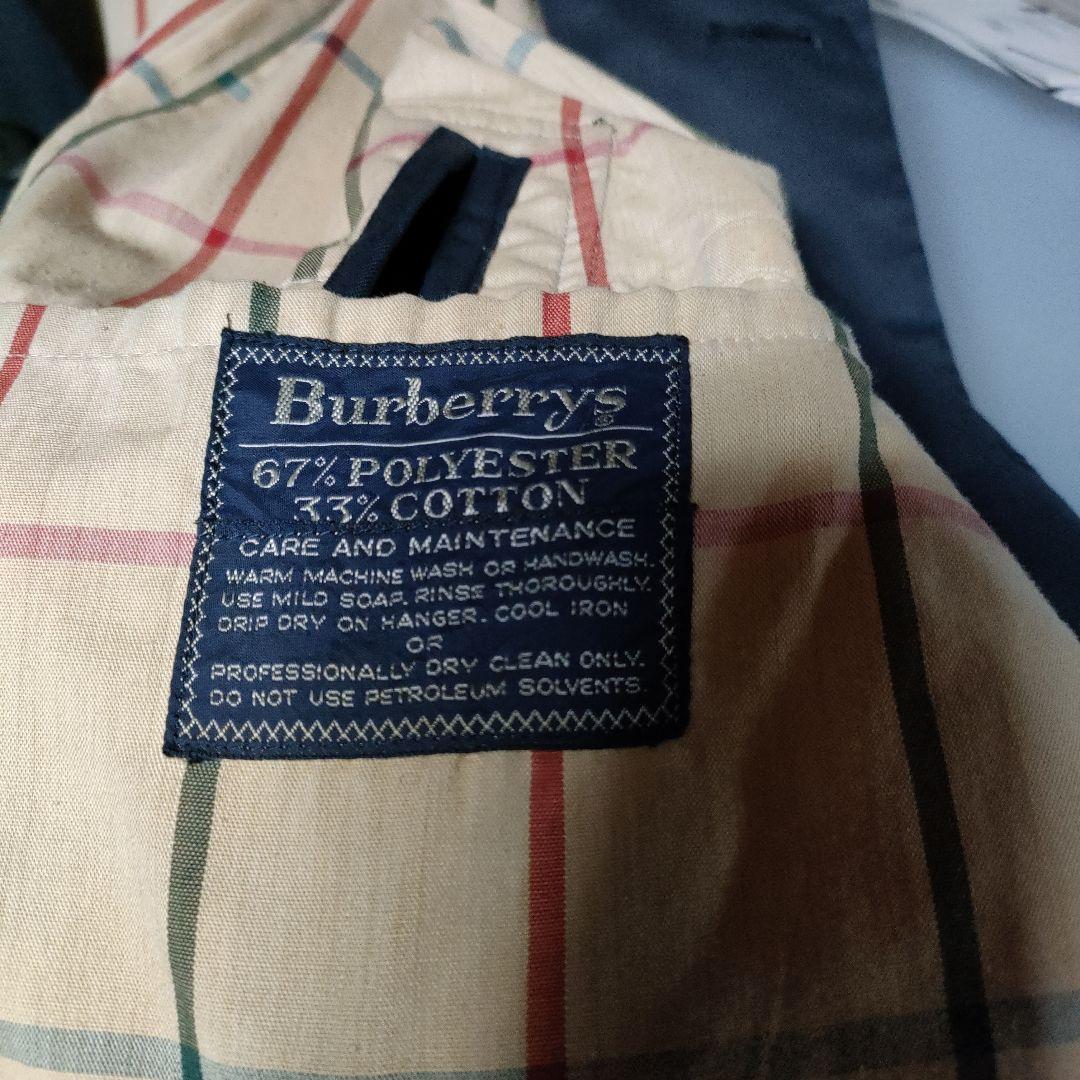 Burberrys®
67% POLYESTER
33% COTTON
CARE AND MAINTENANCE
WARM MACHINE WASH OR HANDWASH.
USE MILD SOAP. RINSE THOROUGHLY.
DRIP DRY ON HANGER. COOL IRON
OR
PROFESSIONALLY DRY CLEAN ONLY.
DO NOT USE PETROLEUM SOLVENTS.